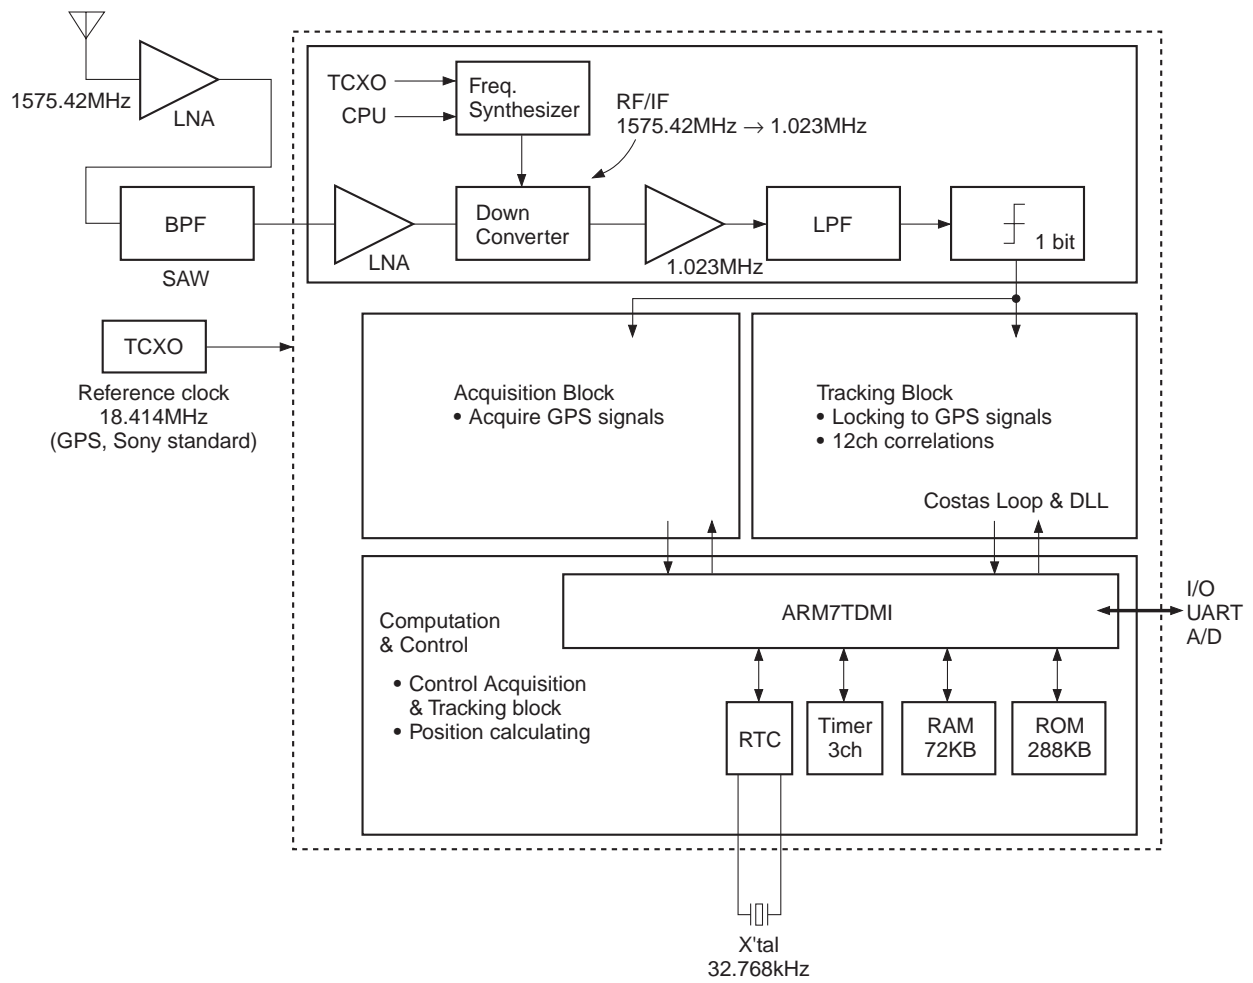 1575.42MHz
LNA
BPF
SAW
TCXO
CPU
Freq.
Synthesizer
RF/IF
1575.42MHz → 1.023MHz
LNA
Down
Converter
1.023MHz
LPF
1 bit
TCXO
Reference clock
18.414MHz
(GPS, Sony standard)
Acquisition Block
• Acquire GPS signals
Tracking Block
• Locking to GPS signals
• 12ch correlations
Costas Loop & DLL
Computation
& Control
• Control Acquisition
& Tracking block
• Position calculating
ARM7TDMI
I/O
UART
A/D
RTC
Timer
3ch
RAM
72KB
ROM
288KB
X'tal
32.768kHz